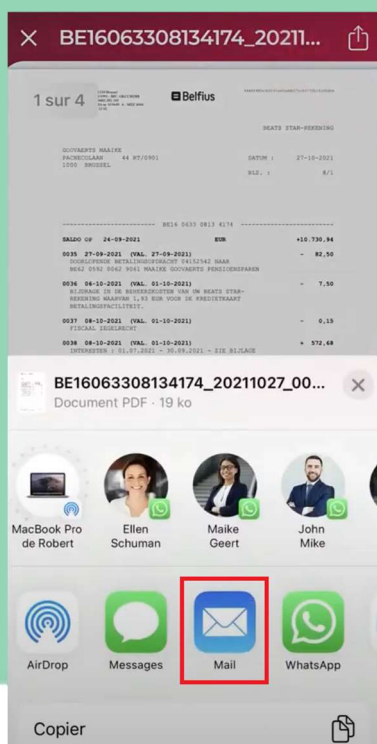 BE16063308134174_20211...
1 sur 4
Belfius
BEATS STAR-REKENING
GOOVAERTS MAAIKE
PACHECOLAAN 44 RT/0901
1000 BRUSSEL
DATUM : 27-10-2021
BLZ. : 8/1
BE16 0633 0813 4174
SALDO OP 24-09-2021 EUR +10.730,94
0035 27-09-2021 (VAL. 27-09-2021) - 82,50
DOORLOPENDE BETALINGSOPDRACHT 04152542 NAAR
BE62 0592 8062 9061 MAAIKE GOOVAERTS PENSIOENSPAREN
0036 06-10-2021 (VAL. 01-10-2021) - 7,50
BIJDRAGE IN DE BEHEERSKOSTEN VAN UW BEATS STAR-
REKENING WAARVAN 1,93 EUR VOOR DE KREDIETKAART
BETALINGSFACILITEIT.
0037 08-10-2021 (VAL. 01-10-2021) - 0,15
FISCAAL ZEGELRECHT
0038 08-10-2021 (VAL. 01-10-2021) + 572,68
INTERESTEN : 01.07.2021 - 30.09.2021 - ZIE BIJLAGE
BE16063308134174_20211027_00...
Document PDF · 19 ko
MacBook Pro
de Robert
Ellen
Schuman
Maike
Geert
John
Mike
AirDrop
Messages
Mail
WhatsApp
Copier